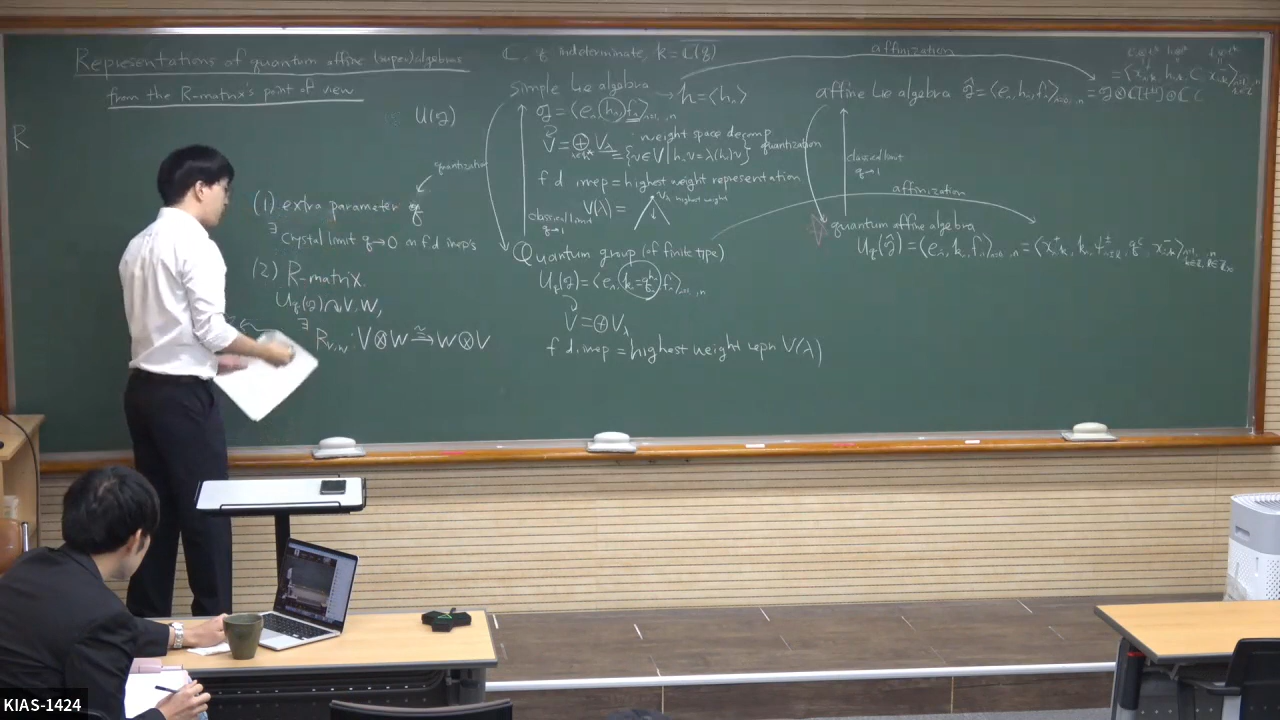 Representations of quantum affine (super)algebras
from the R-matrix's point of view
R
U(𝔤)
quantization
(1) extra parameter q
∃ Crystal limit q→0 on f.d irrep's
(2) R-matrix.
U_q(𝔤) ↷ V, W,
∃ R_{V,W} : V⊗W ≅→ W⊗V
ℂ, q indeterminate, k = ℂ(q)
simple Lie algebra → 𝔥 = ⟨h_i⟩
𝔤 = ⟨e_i, h_i, f_i⟩_{i=1,…,n}
V = ⊕ V_λ : weight space decomp
= {v∈V | h·v = λ(h)v}
f d irrep = highest weight representation
V(λ) =
v_λ highest weight
classical limit
q→1
Quantum group (of finite type)
U_q(𝔤) = ⟨e_i, k_i = q^{h_i}, f_i⟩_{i=1,…,n}
V = ⊕ V_λ
f d. irrep = highest weight repn V(λ)
affinization
affine Lie algebra 𝔤̂ = ⟨e_i, h_i, f_i⟩_{i=0,…,n} = 𝔤 ⊗ ℂ[t^{±1}] ⊕ ℂ c
quantization
classical limit
q→1
affinization
quantum affine algebra
U_q(𝔤̂) = ⟨e_i, k_i, f_i⟩_{i=0,…,n}
KIAS-1424